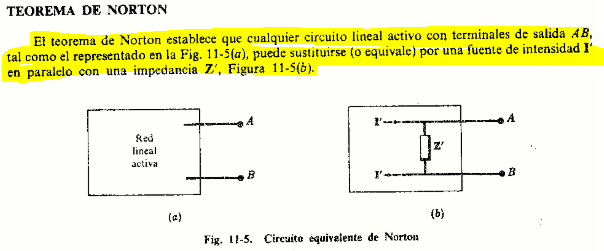 TEOREMA DE NORTON
El teorema de Norton establece que cualquier circuito lineal activo con terminales de salida AB,
tal como el representado en la Fig. 11-5(a), puede sustituirse (o equivale) por una fuente de intensidad I'
en paralelo con una impedancia Z', Figura 11-5(b).
Red
lineal
activa
A
B
(a)
I'
Z'
I'
A
B
(b)
Fig. 11-5. Circuito equivalente de Norton